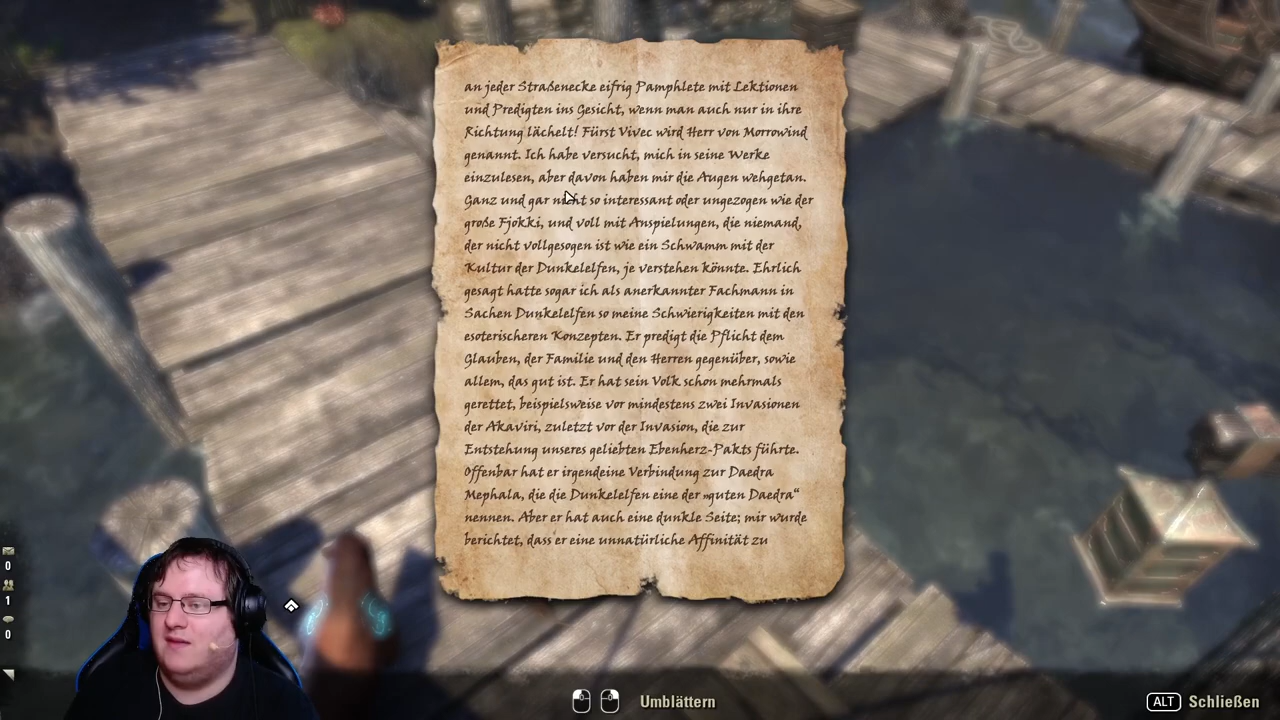 an jeder Straßenecke eifrig Pamphlete mit Lektionen
und Predigten ins Gesicht, wenn man auch nur in ihre
Richtung lächelt! Fürst Vivec wird Herr von Morrowind
genannt. Ich habe versucht, mich in seine Werke
einzulesen, aber davon haben mir die Augen wehgetan.
Ganz und gar nicht so interessant oder ungezogen wie der
große Fjokki, und voll mit Anspielungen, die niemand,
der nicht vollgesogen ist wie ein Schwamm mit der
Kultur der Dunkelelfen, je verstehen könnte. Ehrlich
gesagt hatte sogar ich als anerkannter Fachmann in
Sachen Dunkelelfen so meine Schwierigkeiten mit den
esoterischeren Konzepten. Er predigt die Pflicht dem
Glauben, der Familie und den Herren gegenüber, sowie
allem, das gut ist. Er hat sein Volk schon mehrmals
gerettet, beispielsweise vor mindestens zwei Invasionen
der Akaviri, zuletzt vor der Invasion, die zur
Entstehung unseres geliebten Ebenherz-Pakts führte.
Offenbar hat er irgendeine Verbindung zur Daedra
Mephala, die die Dunkelelfen eine der „guten Daedra“
nennen. Aber er hat auch eine dunkle Seite; mir wurde
berichtet, dass er eine unnatürliche Affinität zu
0
1
0
Umblättern
ALT Schließen